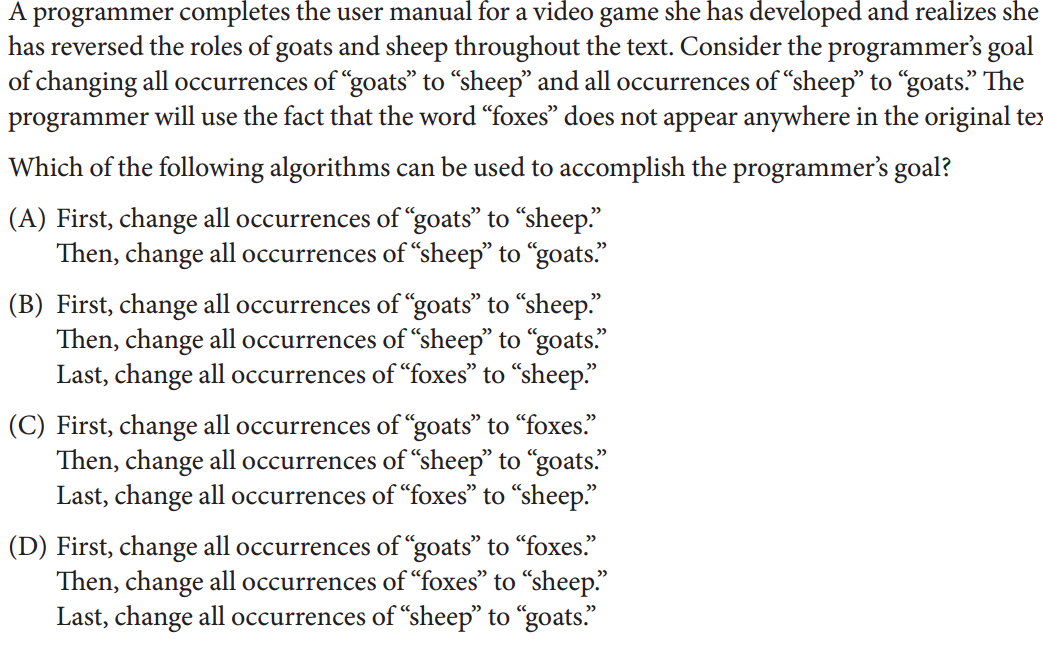 A programmer completes the user manual for a video game she has developed and realizes she
has reversed the roles of goats and sheep throughout the text. Consider the programmer’s goal
of changing all occurrences of “goats” to “sheep” and all occurrences of “sheep” to “goats.” The
programmer will use the fact that the word “foxes” does not appear anywhere in the original tex
Which of the following algorithms can be used to accomplish the programmer’s goal?
(A) First, change all occurrences of “goats” to “sheep.”
Then, change all occurrences of “sheep” to “goats.”
(B) First, change all occurrences of “goats” to “sheep.”
Then, change all occurrences of “sheep” to “goats.”
Last, change all occurrences of “foxes” to “sheep.”
(C) First, change all occurrences of “goats” to “foxes.”
Then, change all occurrences of “sheep” to “goats.”
Last, change all occurrences of “foxes” to “sheep.”
(D) First, change all occurrences of “goats” to “foxes.”
Then, change all occurrences of “foxes” to “sheep.”
Last, change all occurrences of “sheep” to “goats.”